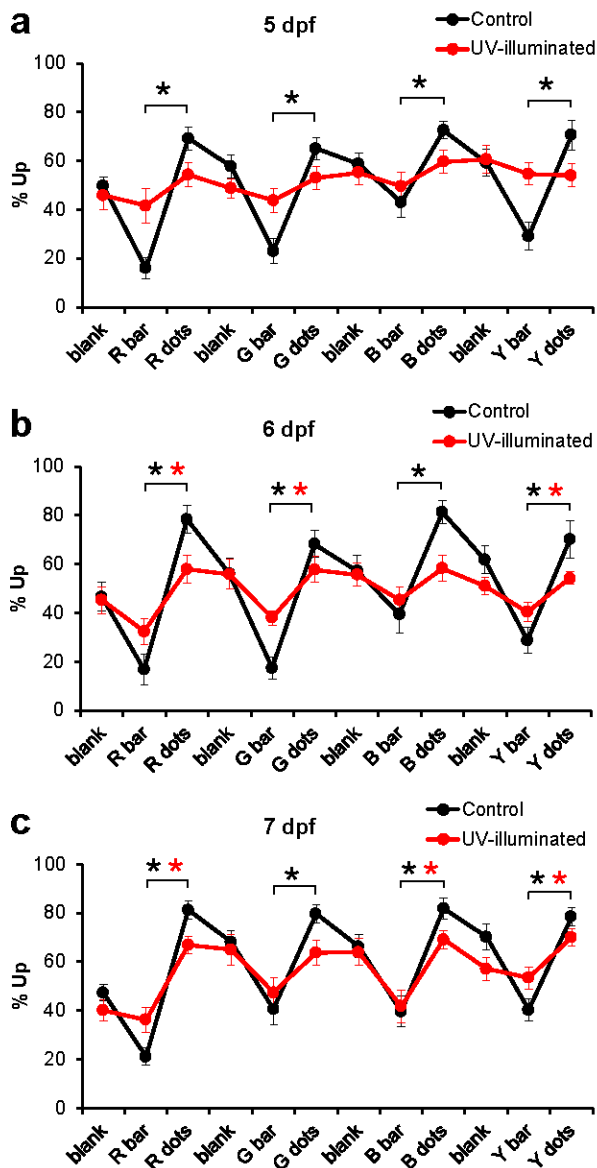 a
5 dpf
Control
UV-illuminated
% Up
100
80
60
40
20
0
* * * *
blank R bar R dots blank G bar G dots blank B bar B dots blank Y bar Y dots
b
6 dpf
Control
UV-illuminated
% Up
100
80
60
40
20
0
* * * * * * *
blank R bar R dots blank G bar G dots blank B bar B dots blank Y bar Y dots
c
7 dpf
Control
UV-illuminated
% Up
100
80
60
40
20
0
* * * * * * *
blank R bar R dots blank G bar G dots blank B bar B dots blank Y bar Y dots